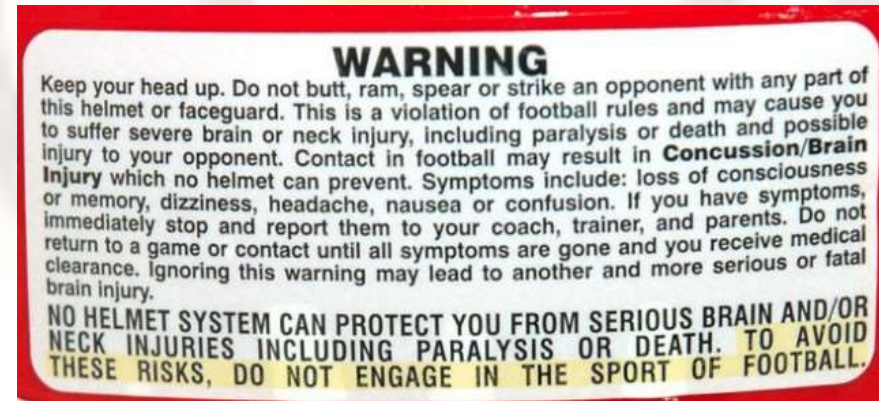 WARNING
Keep your head up. Do not butt, ram, spear or strike an opponent with any part of
this helmet or faceguard. This is a violation of football rules and may cause you
to suffer severe brain or neck injury, including paralysis or death and possible
injury to your opponent. Contact in football may result in Concussion/Brain
Injury which no helmet can prevent. Symptoms include: loss of consciousness
or memory, dizziness, headache, nausea or confusion. If you have symptoms,
immediately stop and report them to your coach, trainer, and parents. Do not
return to a game or contact until all symptoms are gone and you receive medical
clearance. Ignoring this warning may lead to another and more serious or fatal
brain injury.
NO HELMET SYSTEM CAN PROTECT YOU FROM SERIOUS BRAIN AND/OR
NECK INJURIES INCLUDING PARALYSIS OR DEATH. TO AVOID
THESE RISKS, DO NOT ENGAGE IN THE SPORT OF FOOTBALL.